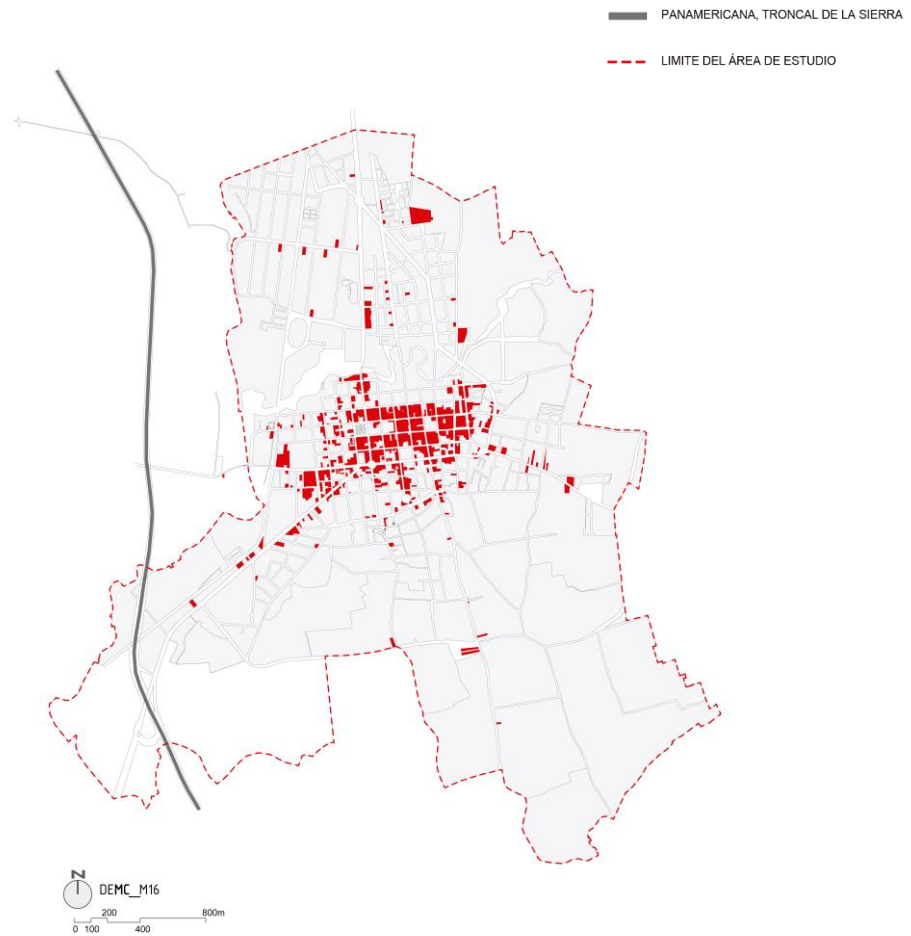 PANAMERICANA, TRONCAL DE LA SIERRA
LIMITE DEL ÁREA DE ESTUDIO
N
DEMC_M16
200 800m
0 100 400